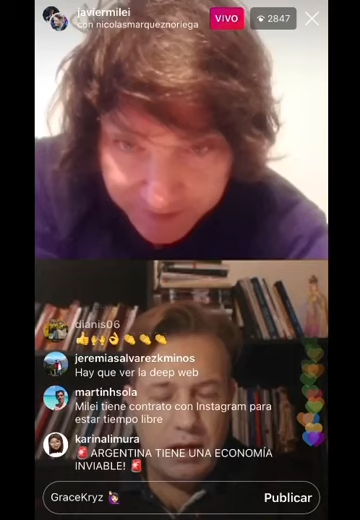 javiermilei
con nicolasmarqueznoriega
VIVO
2847
dianis06
👍🙌👌👏👏👏
jeremiasalvarezkminos
Hay que ver la deep web
martinhsola
Milei tiene contrato con Instagram para
estar tiempo libre
karinalimura
🚨ARGENTINA TIENE UNA ECONOMÍA
INVIABLE! 🚨
GraceKryz 🙋🏻‍♀️
Publicar